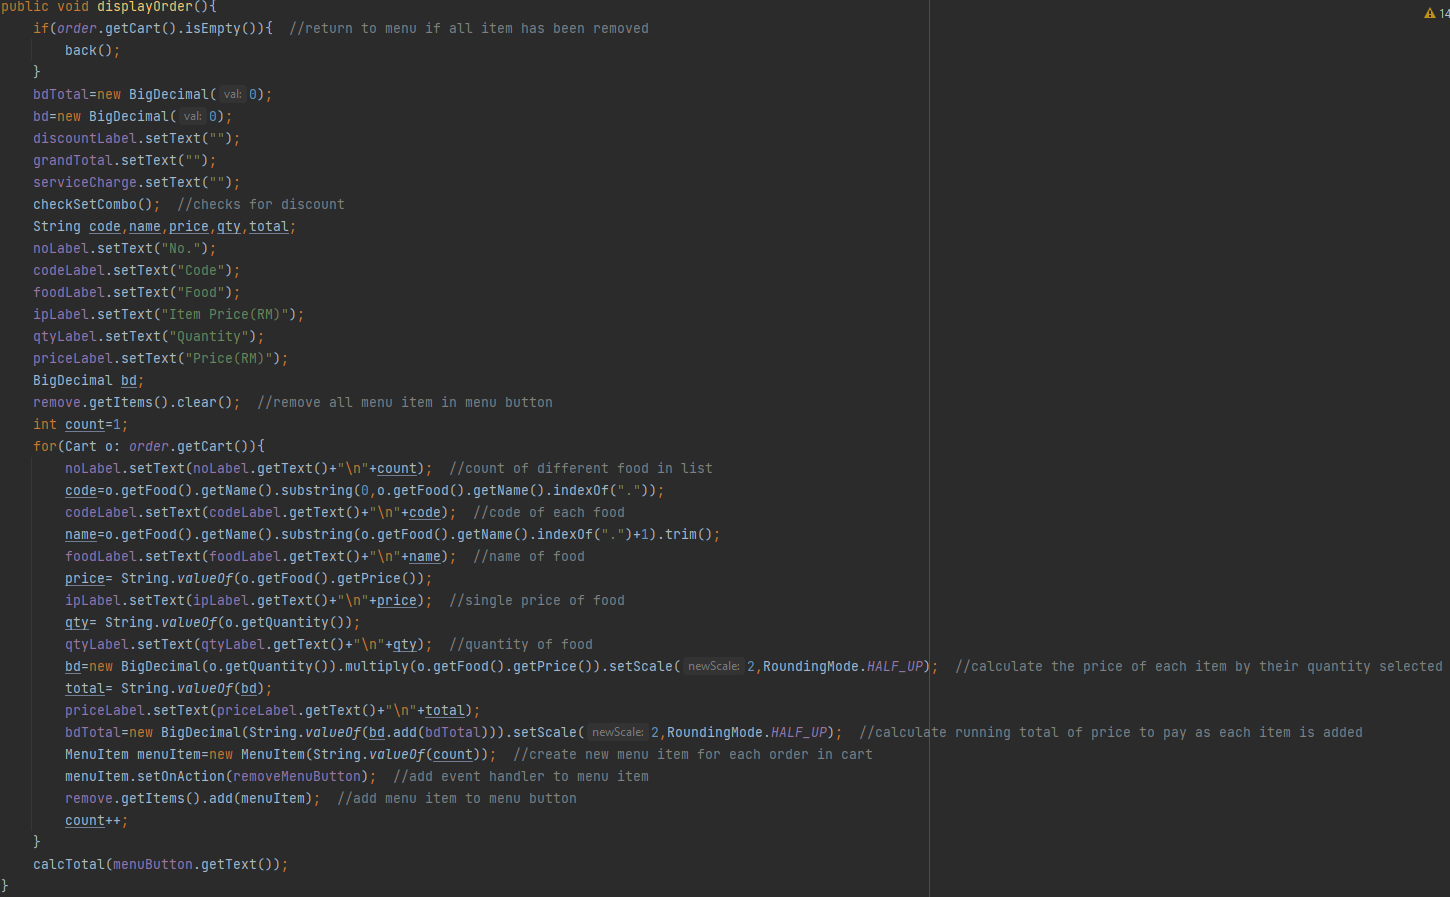 public void displayOrder(){
    if(order.getCart().isEmpty()){  //return to menu if all item has been removed
        back();
    }
    bdTotal=new BigDecimal( val: 0);
    bd=new BigDecimal( val: 0);
    discountLabel.setText("");
    grandTotal.setText("");
    serviceCharge.setText("");
    checkSetCombo();  //checks for discount
    String code,name,price,qty,total;
    noLabel.setText("No.");
    codeLabel.setText("Code");
    foodLabel.setText("Food");
    ipLabel.setText("Item Price(RM)");
    qtyLabel.setText("Quantity");
    priceLabel.setText("Price(RM)");
    BigDecimal bd;
    remove.getItems().clear();  //remove all menu item in menu button
    int count=1;
    for(Cart o: order.getCart()){
        noLabel.setText(noLabel.getText()+"\n"+count);  //count of different food in list
        code=o.getFood().getName().substring(0,o.getFood().getName().indexOf("."));
        codeLabel.setText(codeLabel.getText()+"\n"+code);  //code of each food
        name=o.getFood().getName().substring(o.getFood().getName().indexOf(".")+1).trim();
        foodLabel.setText(foodLabel.getText()+"\n"+name);  //name of food
        price= String.valueOf(o.getFood().getPrice());
        ipLabel.setText(ipLabel.getText()+"\n"+price);  //single price of food
        qty= String.valueOf(o.getQuantity());
        qtyLabel.setText(qtyLabel.getText()+"\n"+qty);  //quantity of food
        bd=new BigDecimal(o.getQuantity()).multiply(o.getFood().getPrice()).setScale( newScale: 2,RoundingMode.HALF_UP);  //calculate the price of each item by their quantity selected
        total= String.valueOf(bd);
        priceLabel.setText(priceLabel.getText()+"\n"+total);
        bdTotal=new BigDecimal(String.valueOf(bd.add(bdTotal))).setScale( newScale: 2,RoundingMode.HALF_UP);  //calculate running total of price to pay as each item is added
        MenuItem menuItem=new MenuItem(String.valueOf(count));  //create new menu item for each order in cart
        menuItem.setOnAction(removeMenuButton);  //add event handler to menu item
        remove.getItems().add(menuItem);  //add menu item to menu button
        count++;
    }
    calcTotal(menuButton.getText());
}